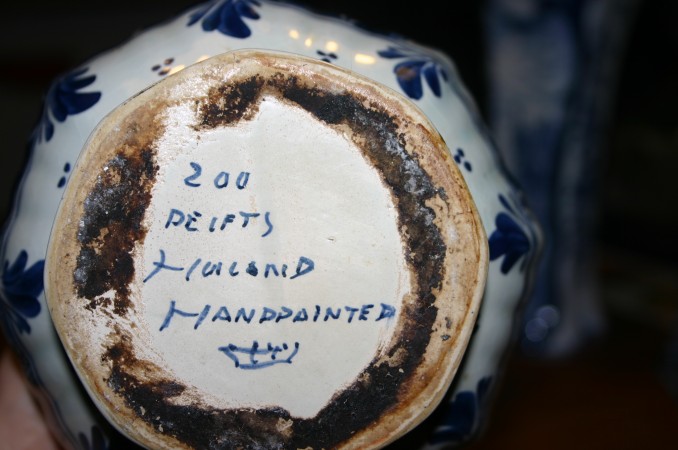 200
DELFTS
HOLLAND
HANDPAINTED